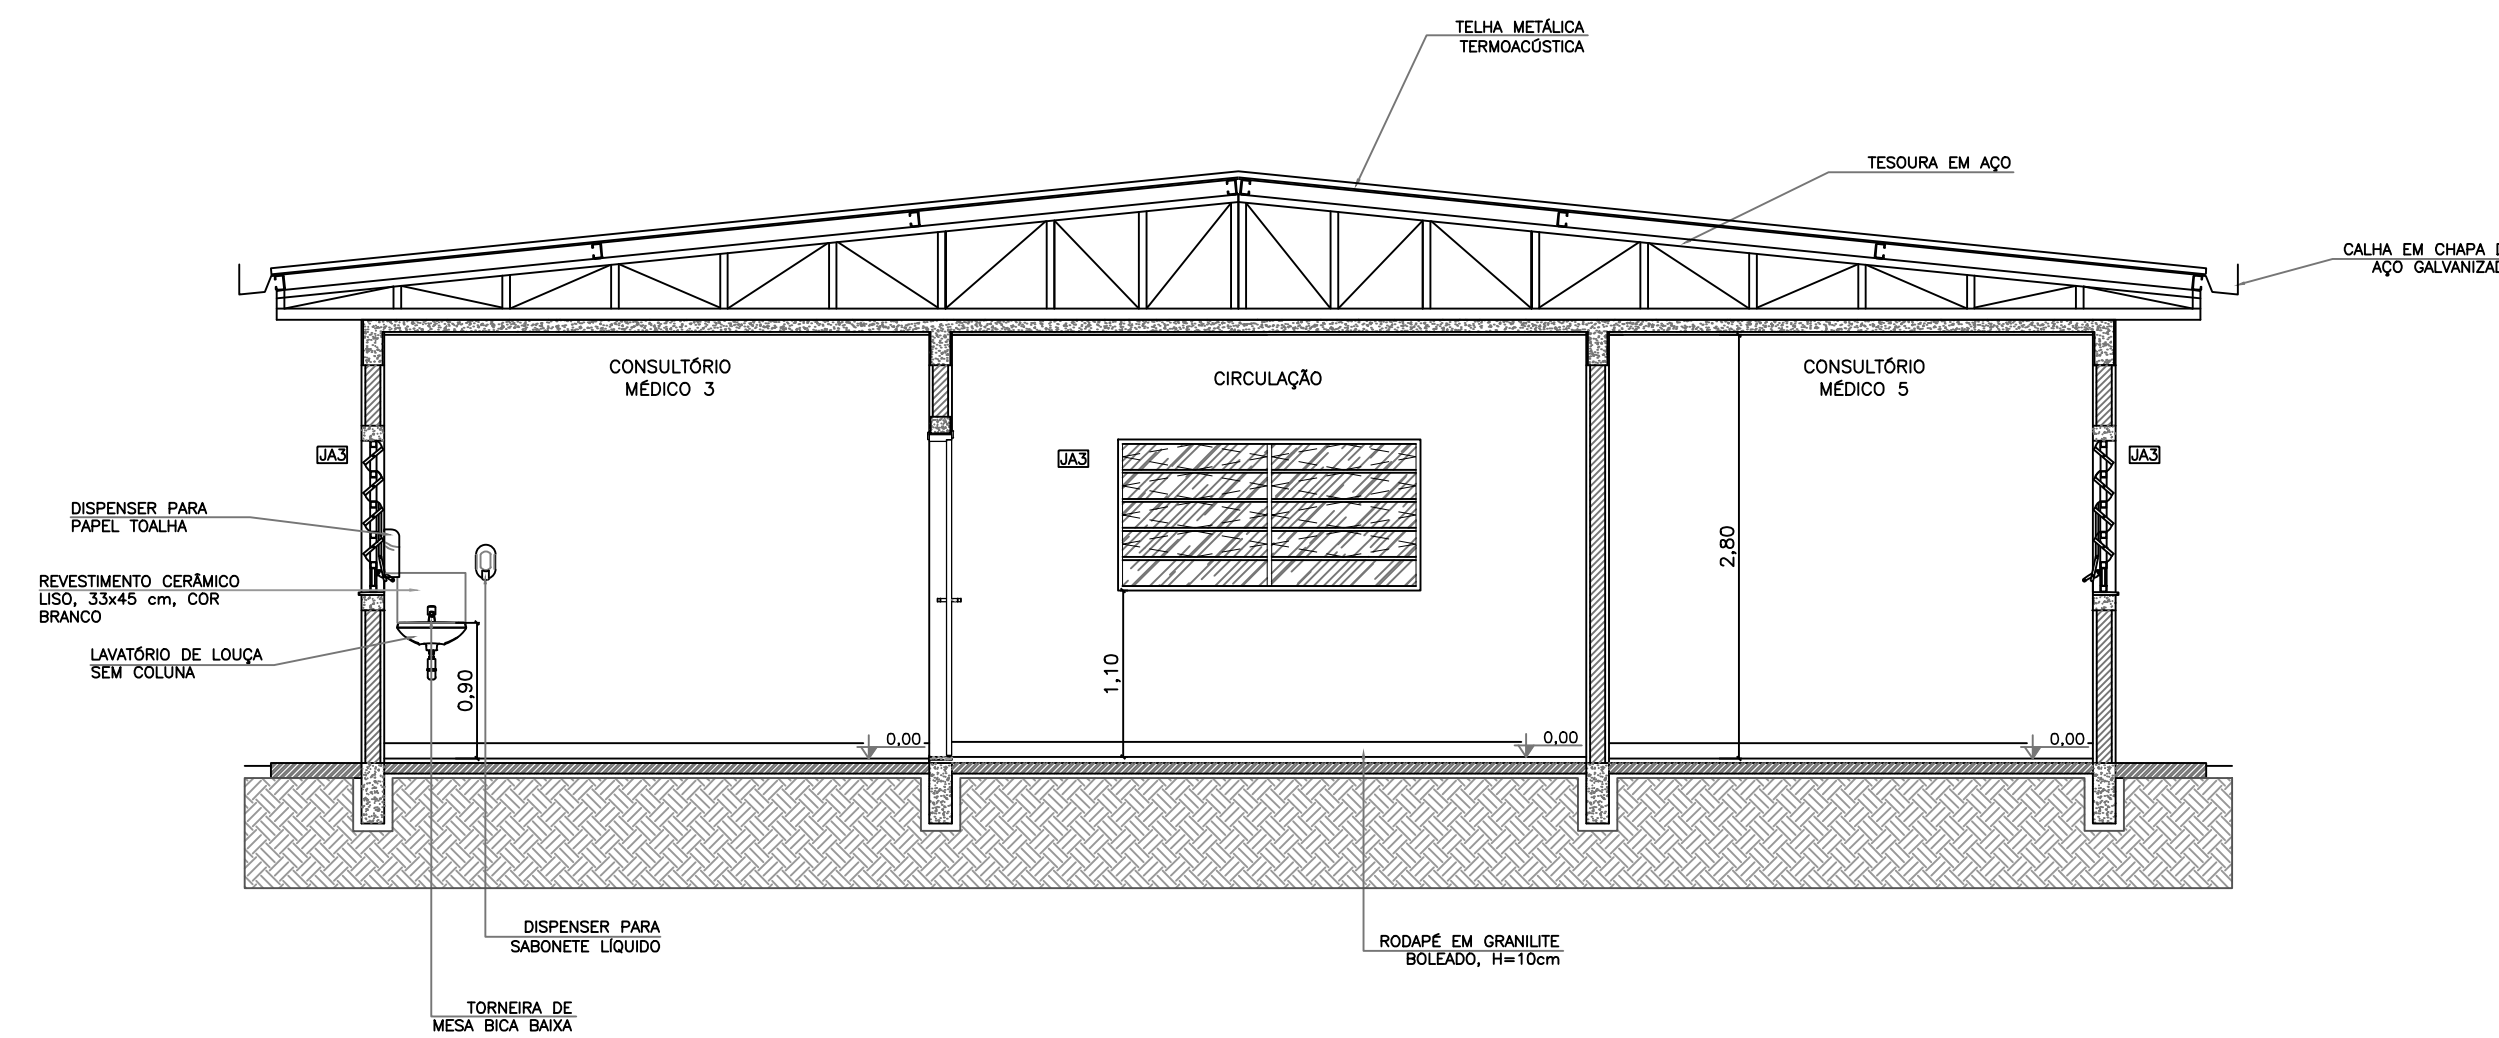 TELHA METÁLICA
TERMOACÚSTICA
TESOURA EM AÇO
CALHA EM CHAPA
AÇO
CONSULTÓRIO
MÉDICO 3
CIRCULAÇÃO
CONSULTÓRIO
MÉDICO 5
JA3
JA3
JA3
DISPENSER PARA
PAPEL TOALHA
2,80
REVESTIMENTO CERÂMICO
LISO, 33x45 cm, COR
BRANCO
LAVATÓRIO DE LOUÇA
SEM COLUNA
0,90
1,10
0,00
0,00
0,00
DISPENSER PARA
SABONETE LÍQUIDO
RODAPÉ EM GRANILITE
BOLEADO, H=10cm
TORNEIRA DE
MESA BICA BAIXA